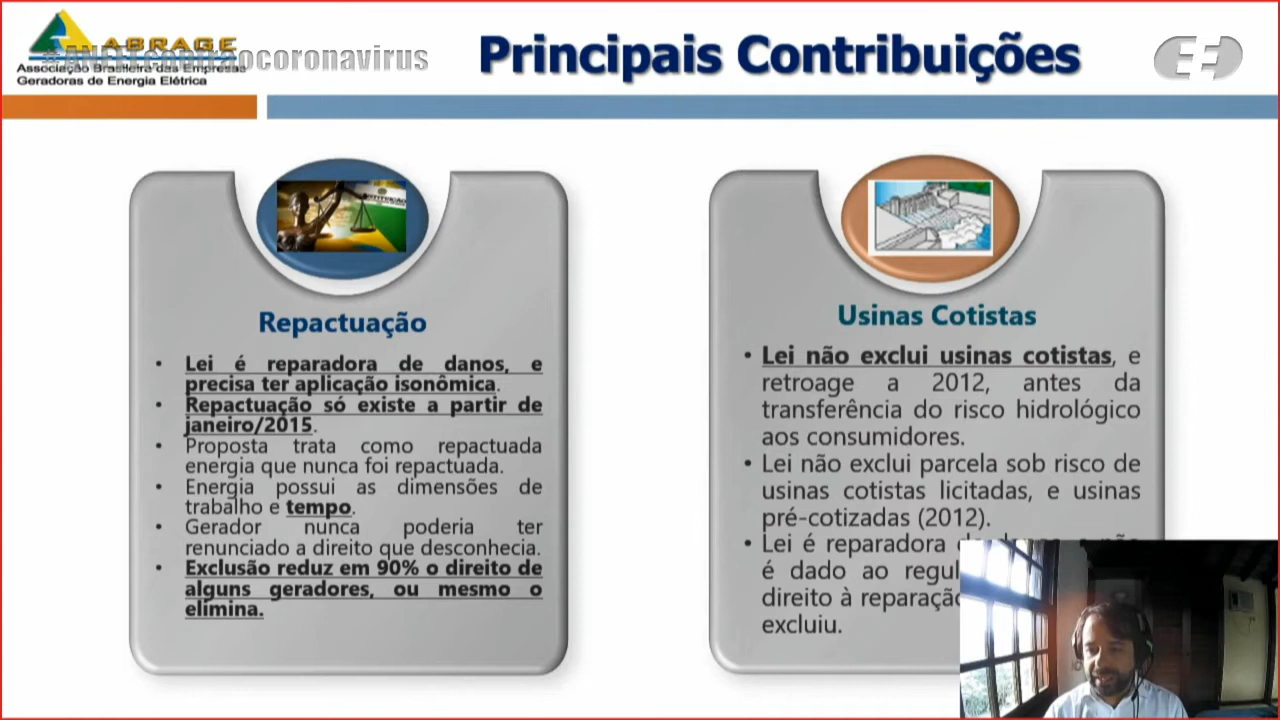 ABRAGE
#ANEELcontraocoronavirus
Associação Brasileira das Empresas
Geradoras de Energia Elétrica
Principais Contribuições
Repactuação
• Lei é reparadora de danos, e
precisa ter aplicação isonômica.
• Repactuação só existe a partir de
janeiro/2015.
• Proposta trata como repactuada
energia que nunca foi repactuada.
• Energia possui as dimensões de
trabalho e tempo.
• Gerador nunca poderia ter
renunciado a direito que desconhecia.
• Exclusão reduz em 90% o direito de
alguns geradores, ou mesmo o
elimina.
Usinas Cotistas
• Lei não exclui usinas cotistas, e
retroage a 2012, antes da
transferência do risco hidrológico
aos consumidores.
• Lei não exclui parcela sob risco de
usinas cotistas licitadas, e usinas
pré-cotizadas (2012).
• Lei é reparadora
é dado ao
direito à reparação
excluiu.